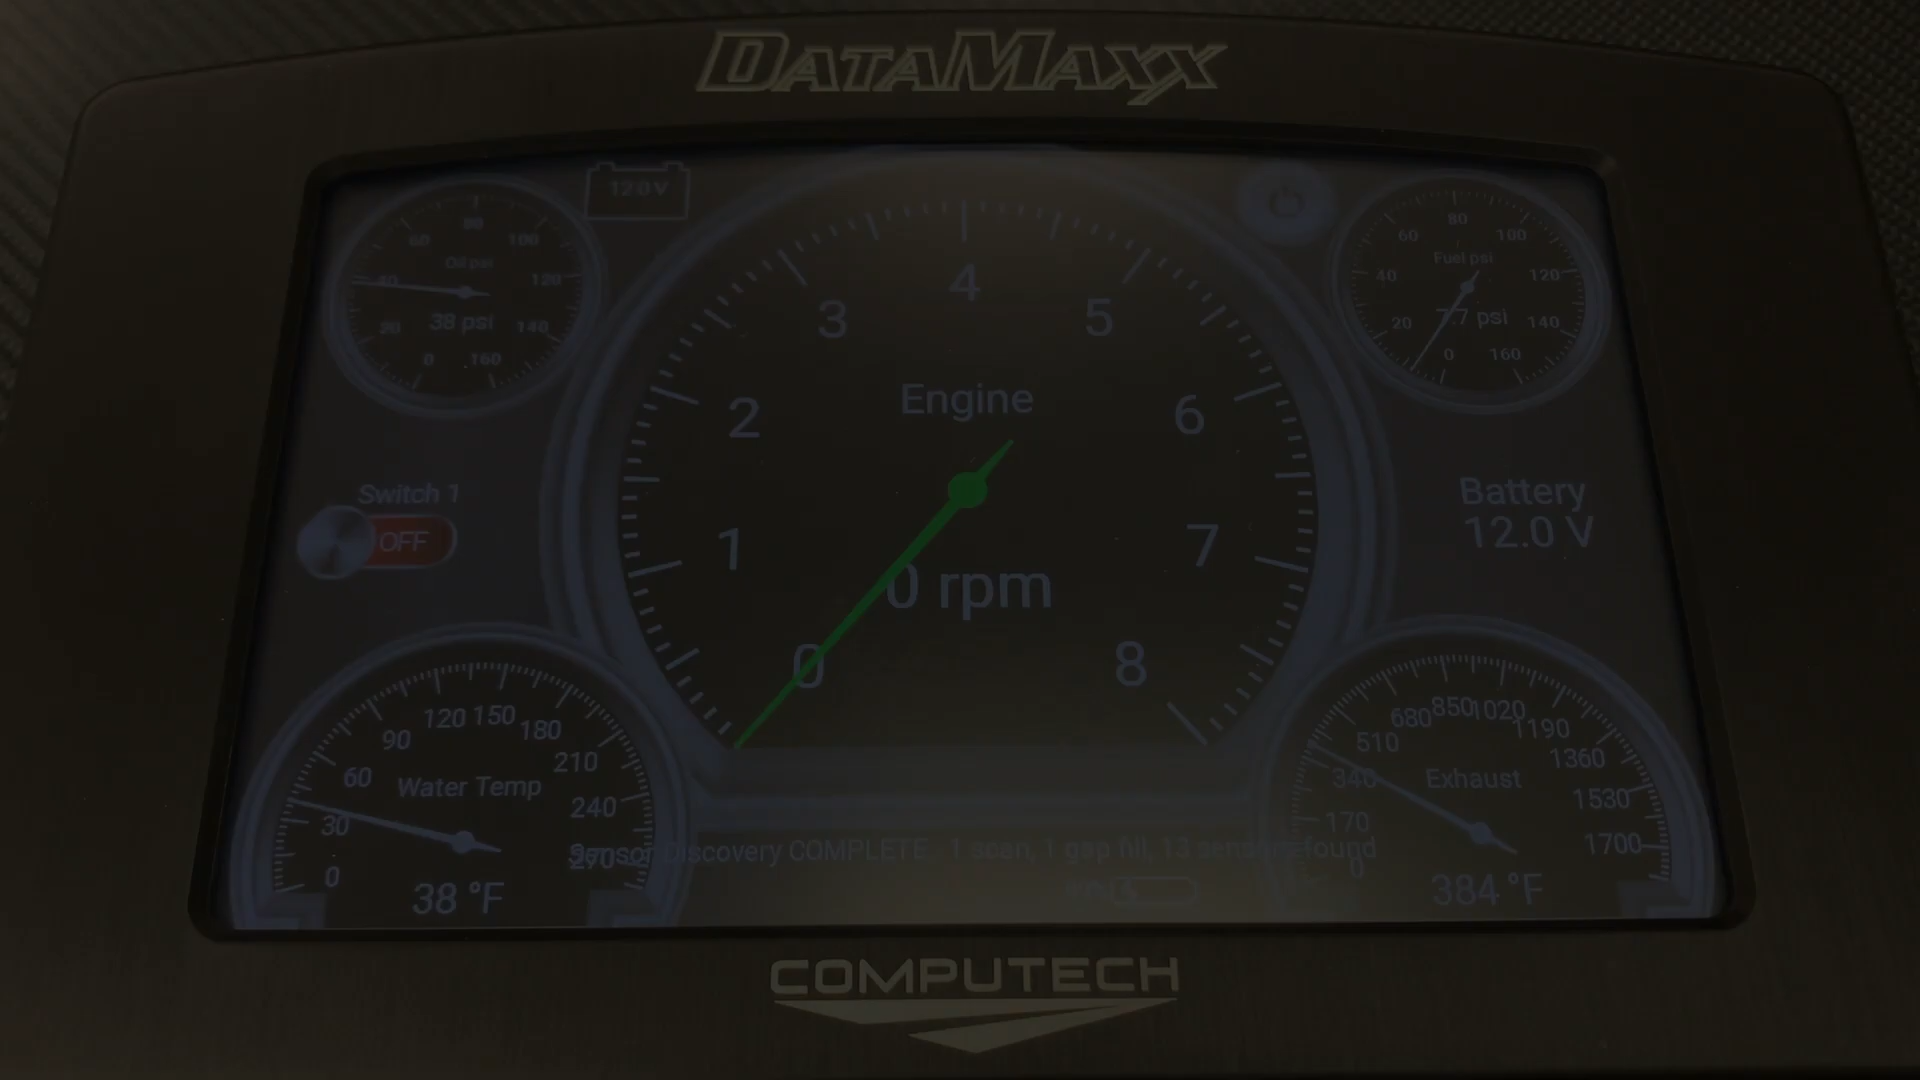 DATAMAXX
12.0 V
80
60
100
Oil psi
40
120
38 psi
20
140
0
160
80
60
100
Fuel psi
40
120
7.7 psi
20
140
0
160
4
3
5
Engine
2
6
1
7
0 rpm
0
8
Switch 1
OFF
Battery
12.0 V
120
150
90
180
60
210
Water Temp
30
240
0
270
38 °F
850
1020
680
1190
510
1360
340
Exhaust
1530
170
1700
0
384 °F
Sensor Discovery COMPLETE. 1 scan, 1 gap fill, 13 sensors found
COMPUTECH